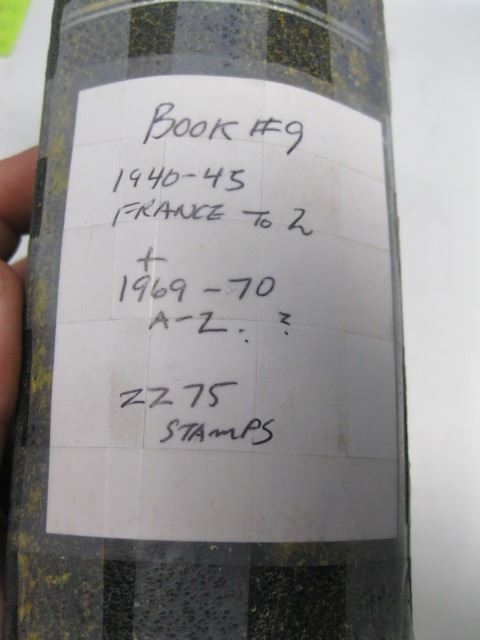 BOOK #9
1940-45
FRANCE TO Z
+
1969-70
A-Z. ?
2275
STAMPS